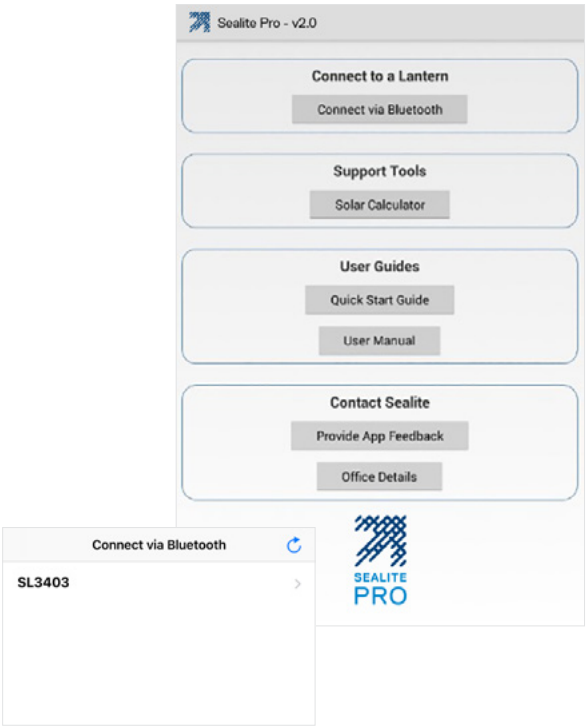 Sealite Pro - v2.0
Connect to a Lantern
Connect via Bluetooth
Support Tools
Solar Calculator
User Guides
Quick Start Guide
User Manual
Contact Sealite
Provide App Feedback
Office Details
SEALITE
PRO
Connect via Bluetooth
SL3403